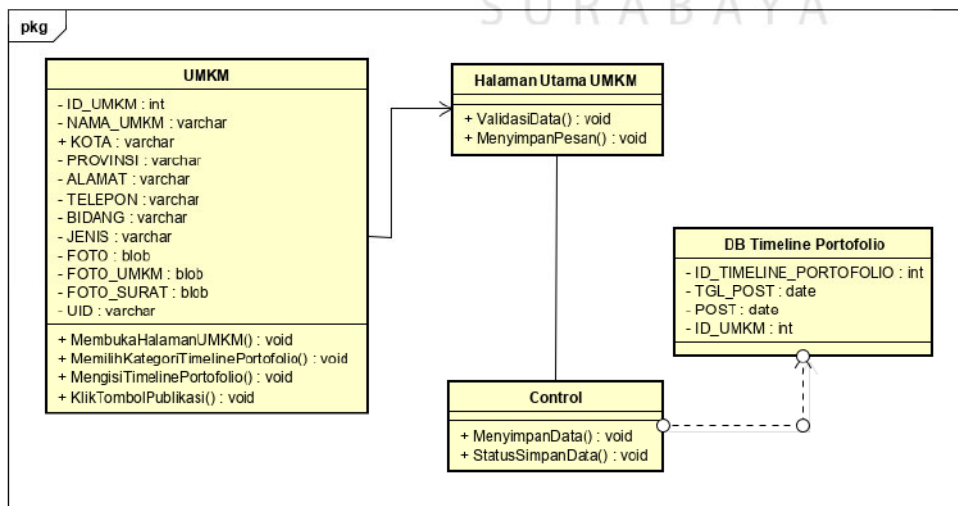 SURABAYA
pkg
UMKM
- ID_UMKM : int
- NAMA_UMKM : varchar
+ KOTA : varchar
- PROVINSI : varchar
- ALAMAT : varchar
- TELEPON : varchar
- BIDANG : varchar
- JENIS : varchar
- FOTO : blob
- FOTO_UMKM : blob
- FOTO_SURAT : blob
- UID : varchar
+ MembukaHalamanUMKM() : void
+ MemilihKategoriTimelinePortofolio() : void
+ MengisiTimelinePortofolio() : void
+ KlikTombolPublikasi() : void
Halaman Utama UMKM
+ ValidasiData() : void
+ MenyimpanPesan() : void
DB Timeline Portofolio
- ID_TIMELINE_PORTOFOLIO : int
- TGL_POST : date
- POST : date
- ID_UMKM : int
Control
+ MenyimpanData() : void
+ StatusSimpanData() : void